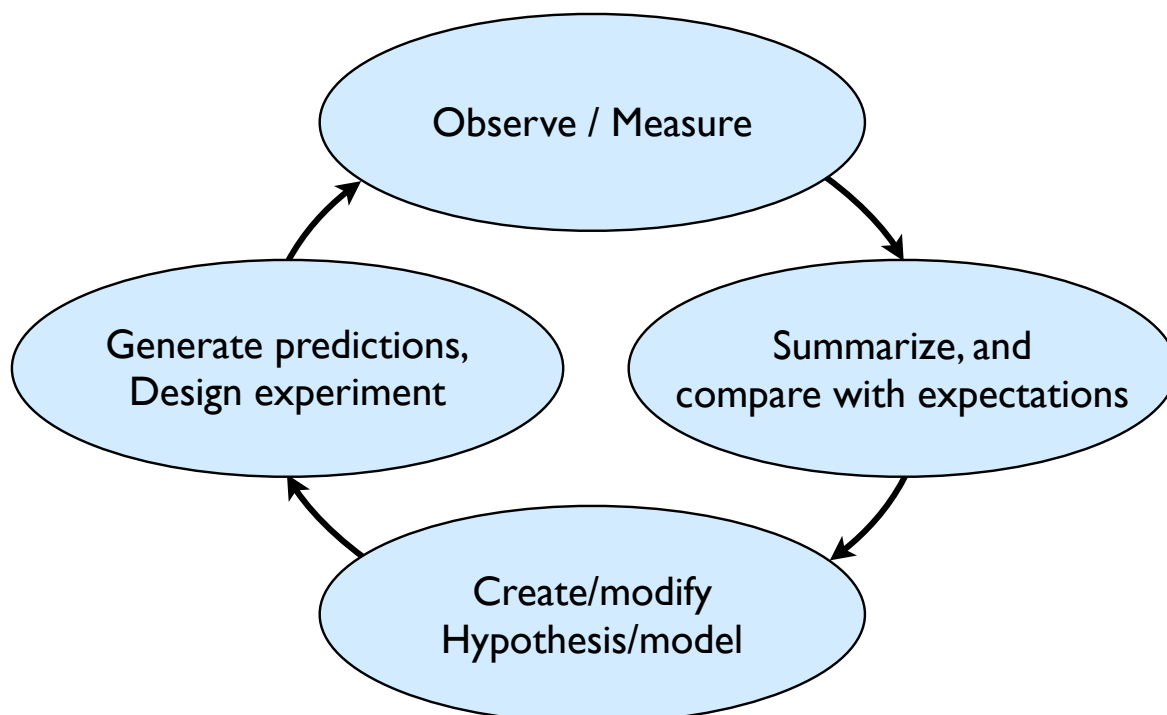 Observe / Measure
Generate predictions,
Design experiment
Summarize, and
compare with expectations
Create/modify
Hypothesis/model